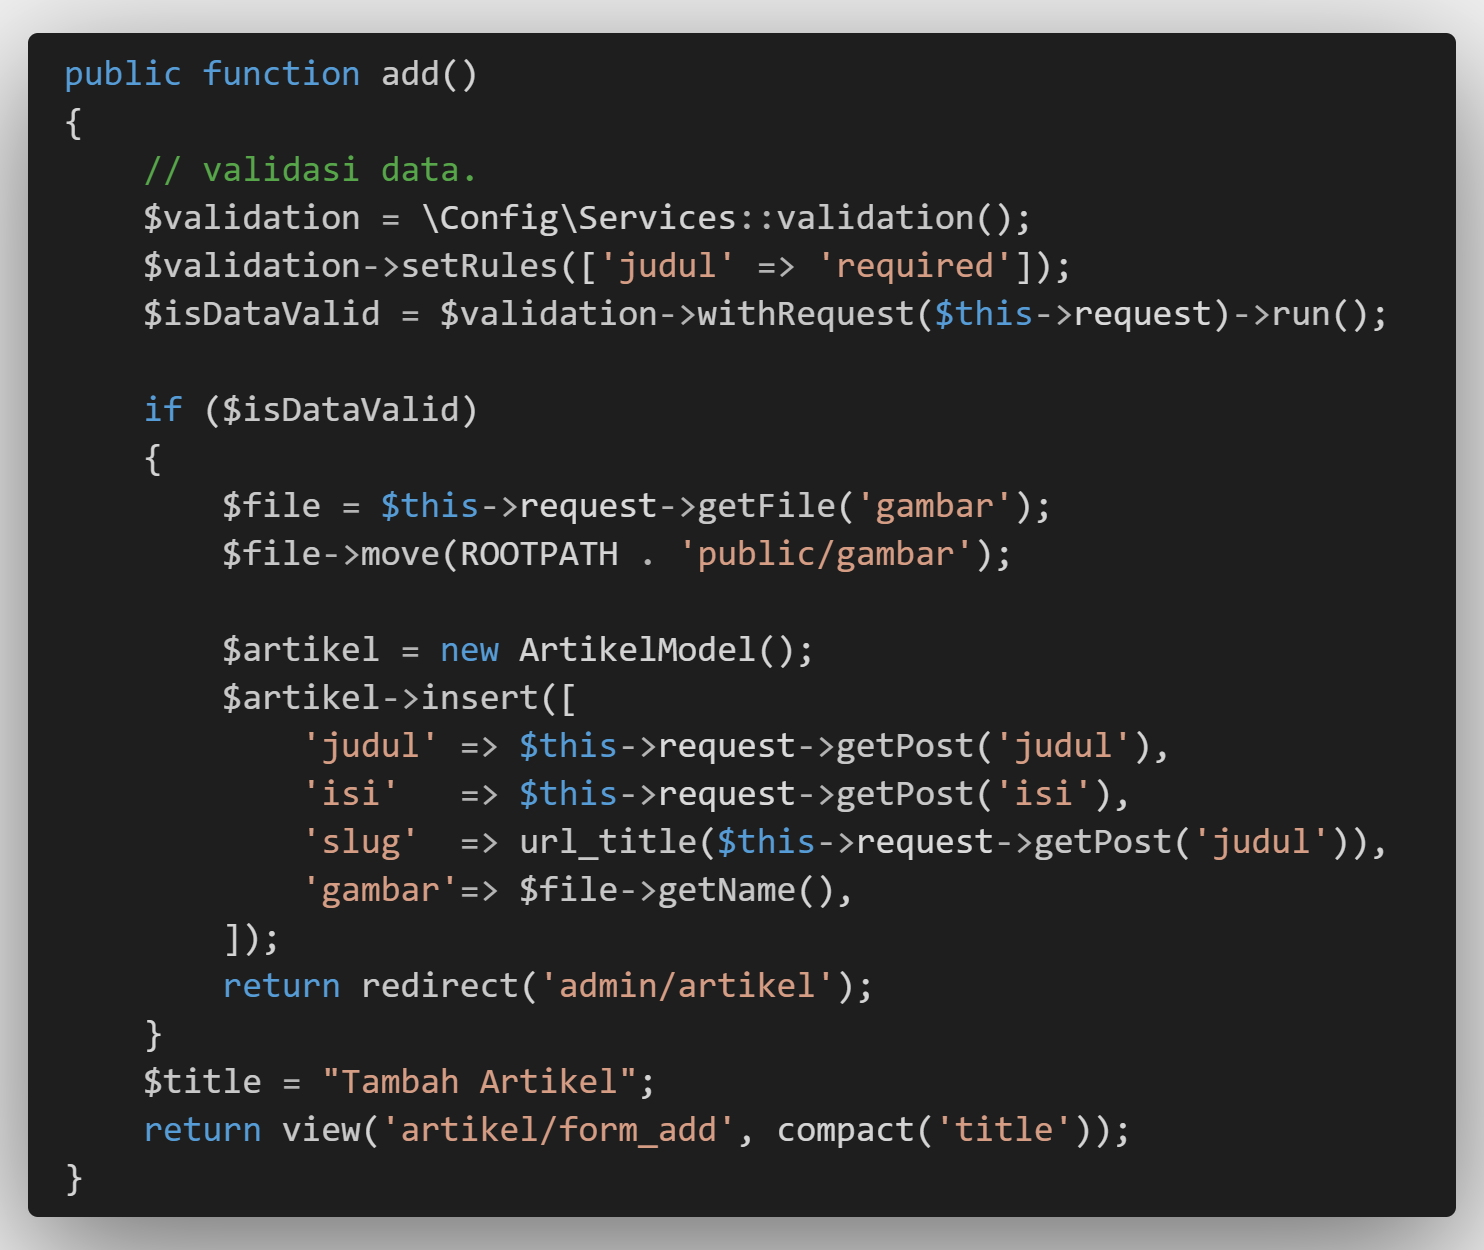 public function add()
{
    // validasi data.
    $validation = \Config\Services::validation();
    $validation->setRules(['judul' => 'required']);
    $isDataValid = $validation->withRequest($this->request)->run();

    if ($isDataValid)
    {
        $file = $this->request->getFile('gambar');
        $file->move(ROOTPATH . 'public/gambar');

        $artikel = new ArtikelModel();
        $artikel->insert([
            'judul' => $this->request->getPost('judul'),
            'isi'   => $this->request->getPost('isi'),
            'slug'  => url_title($this->request->getPost('judul')),
            'gambar'=> $file->getName(),
        ]);
        return redirect('admin/artikel');
    }
    $title = "Tambah Artikel";
    return view('artikel/form_add', compact('title'));
}